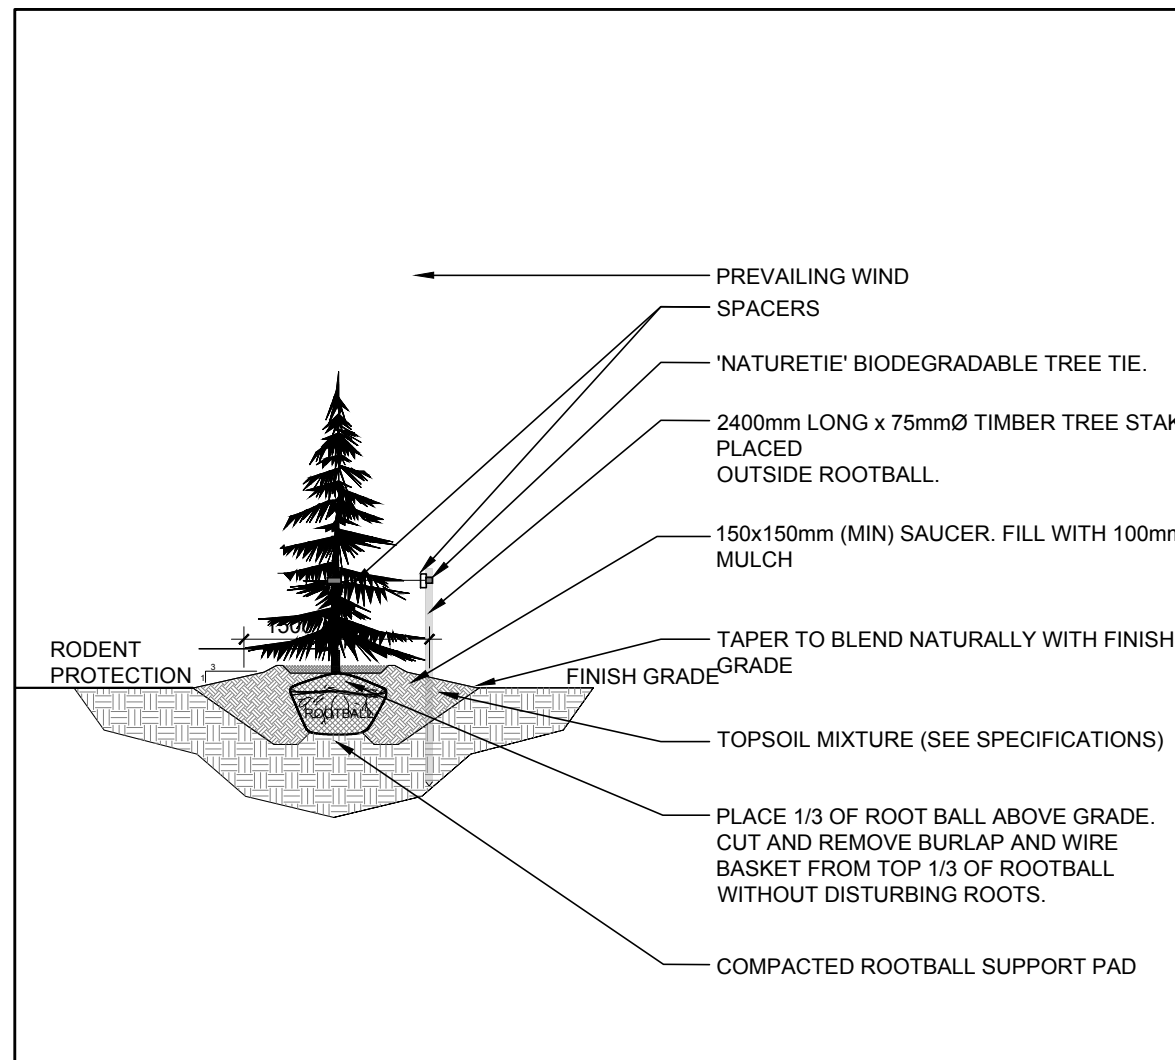 PREVAILING WIND
SPACERS
'NATURETIE' BIODEGRADABLE TREE TIE.
2400mm LONG x 75mmØ TIMBER TREE STAK
PLACED
OUTSIDE ROOTBALL.
150x150mm (MIN) SAUCER. FILL WITH 100mm
MULCH
RODENT
PROTECTION
3
1
FINISH GRADE
TAPER TO BLEND NATURALLY WITH FINISH
GRADE
ROOTBALL
TOPSOIL MIXTURE (SEE SPECIFICATIONS)
PLACE 1/3 OF ROOT BALL ABOVE GRADE.
CUT AND REMOVE BURLAP AND WIRE
BASKET FROM TOP 1/3 OF ROOTBALL
WITHOUT DISTURBING ROOTS.
COMPACTED ROOTBALL SUPPORT PAD